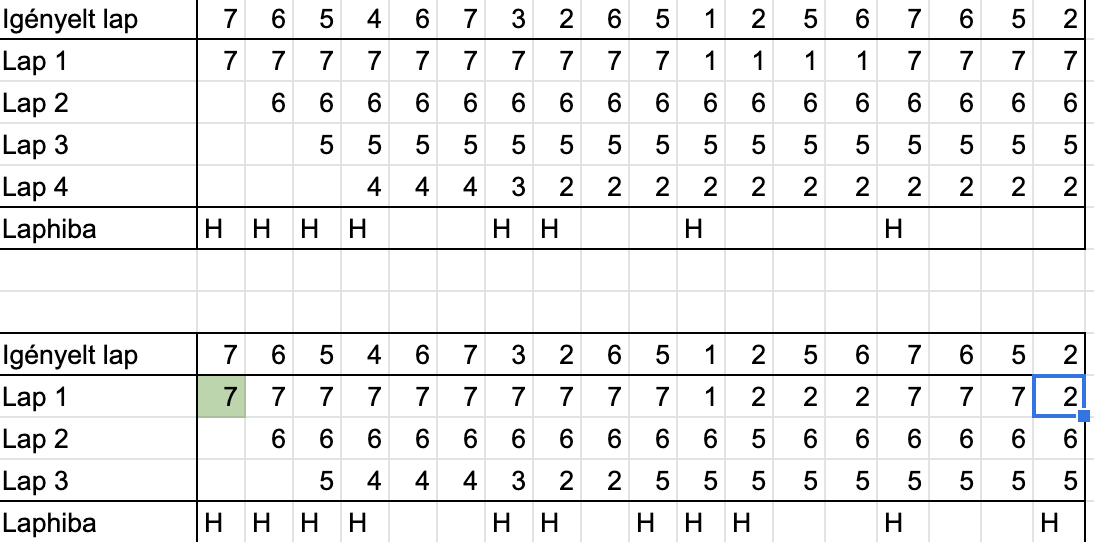 Igényelt lap 7 6 5 4 6 7 3 2 6 5 1 2 5 6 7 6 5 2
Lap 1 7 7 7 7 7 7 7 7 7 7 1 1 1 1 7 7 7 7
Lap 2 6 6 6 6 6 6 6 6 6 6 6 6 6 6 6 6 6
Lap 3 5 5 5 5 5 5 5 5 5 5 5 5 5 5 5 5
Lap 4 4 4 4 3 2 2 2 2 2 2 2 2 2 2 2
Laphiba H H H H H H H H
Igényelt lap 7 6 5 4 6 7 3 2 6 5 1 2 5 6 7 6 5 2
Lap 1 7 7 7 7 7 7 7 7 7 7 1 2 2 2 7 7 7 2
Lap 2 6 6 6 6 6 6 6 6 6 6 5 6 6 6 6 6 6
Lap 3 5 4 4 4 3 2 2 5 5 5 5 5 5 5 5 5
Laphiba H H H H H H H H H H H